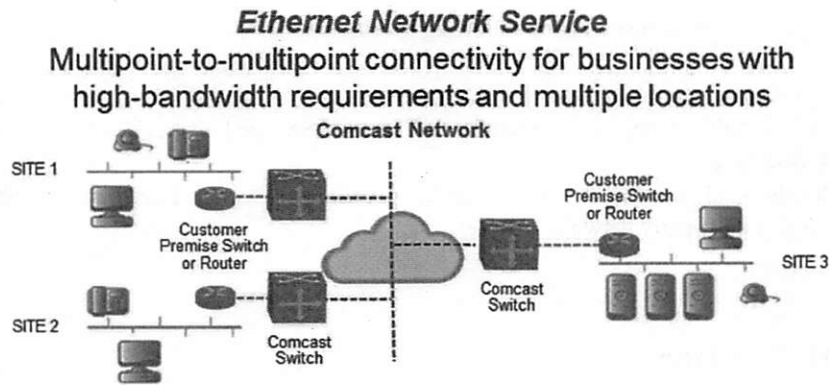 Ethernet Network Service
Multipoint-to-multipoint connectivity for businesses with
high-bandwidth requirements and multiple locations
Comcast Network
SITE 1
Customer
Premise Switch
or Router
Customer
Premise Switch
or Router
SITE 3
Comcast
Switch
SITE 2
Comcast
Switch